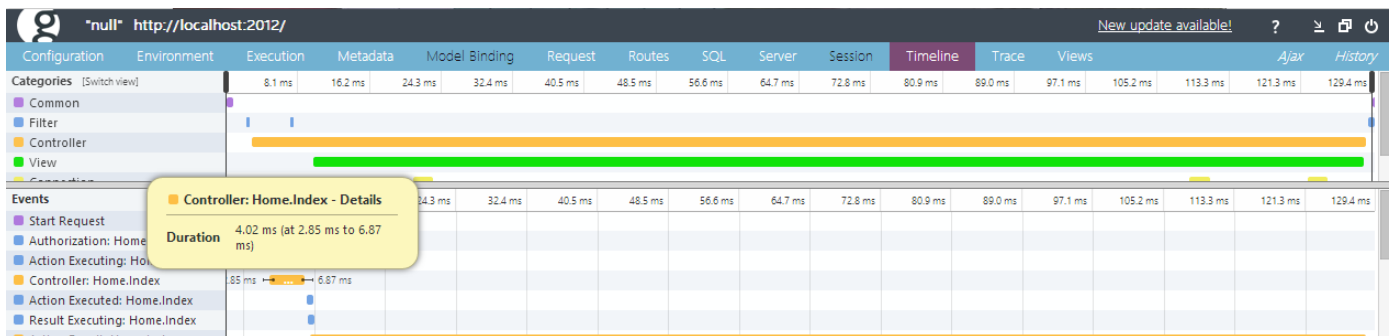 "null" http://localhost:2012/ New update available! ?
Configuration Environment Execution Metadata Model Binding Request Routes SQL Server Session Timeline Trace Views Ajax History
Categories [Switch view] 8.1 ms 16.2 ms 24.3 ms 32.4 ms 40.5 ms 48.5 ms 56.6 ms 64.7 ms 72.8 ms 80.9 ms 89.0 ms 97.1 ms 105.2 ms 113.3 ms 121.3 ms 129.4 ms
Common
Filter
Controller
View
Connection
Events 24.3 ms 32.4 ms 40.5 ms 48.5 ms 56.6 ms 64.7 ms 72.8 ms 80.9 ms 89.0 ms 97.1 ms 105.2 ms 113.3 ms 121.3 ms 129.4 ms
Controller: Home.Index - Details
Duration 4.02 ms (at 2.85 ms to 6.87
ms)
Start Request
Authorization: Home
Action Executing: Ho
Controller: Home.Index .85 ms ... 6.87 ms
Action Executed: Home.Index
Result Executing: Home.Index